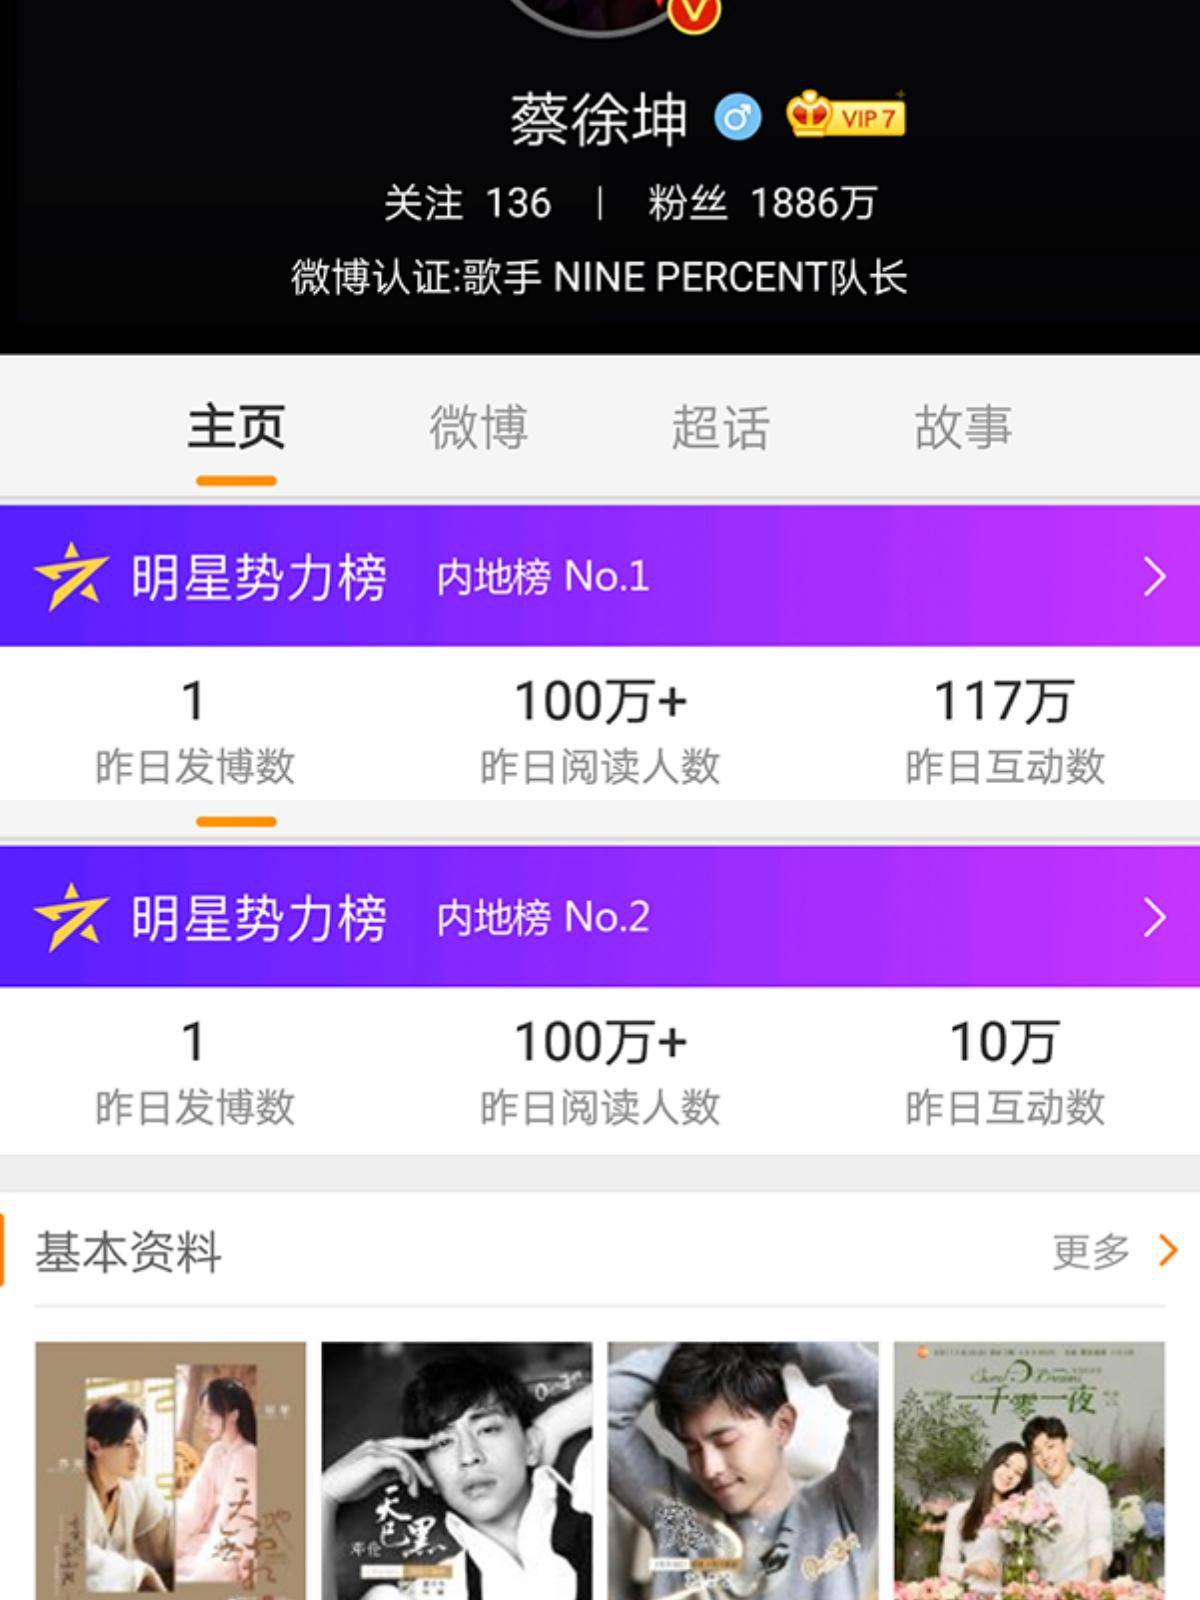 蔡徐坤 VIP 7
关注 136 | 粉丝 1886万
微博认证:歌手 NINE PERCENT队长
主页 微博 超话 故事
明星势力榜 内地榜 No.1
1 100万+ 117万
昨日发博数 昨日阅读人数 昨日互动数
明星势力榜 内地榜 No.2
1 100万+ 10万
昨日发博数 昨日阅读人数 昨日互动数
基本资料 更多
Sweet Dreams
一千零一夜
天黑
邓伦